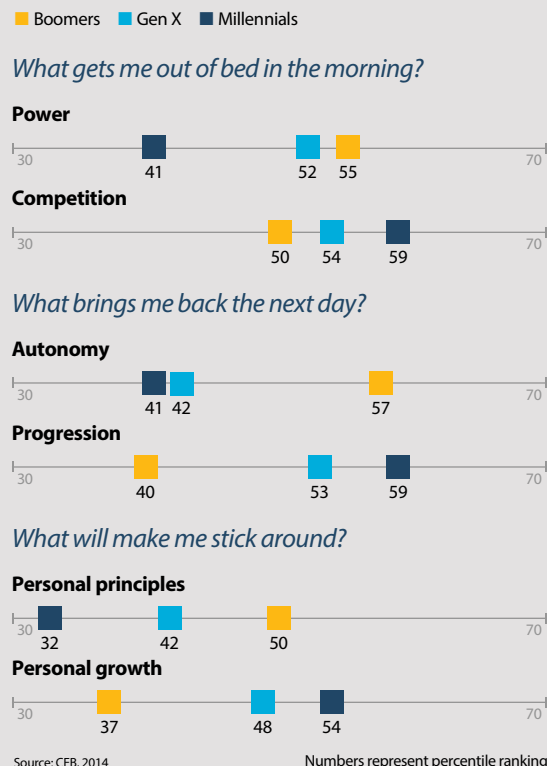 Boomers Gen X Millennials
What gets me out of bed in the morning?
Power
30 70
41 52 55
Competition
30 70
50 54 59
What brings me back the next day?
Autonomy
30 70
41 42 57
Progression
30 70
40 53 59
What will make me stick around?
Personal principles
30 70
32 42 50
Personal growth
30 70
37 48 54
Source: CEB, 2014 Numbers represent percentile ranking